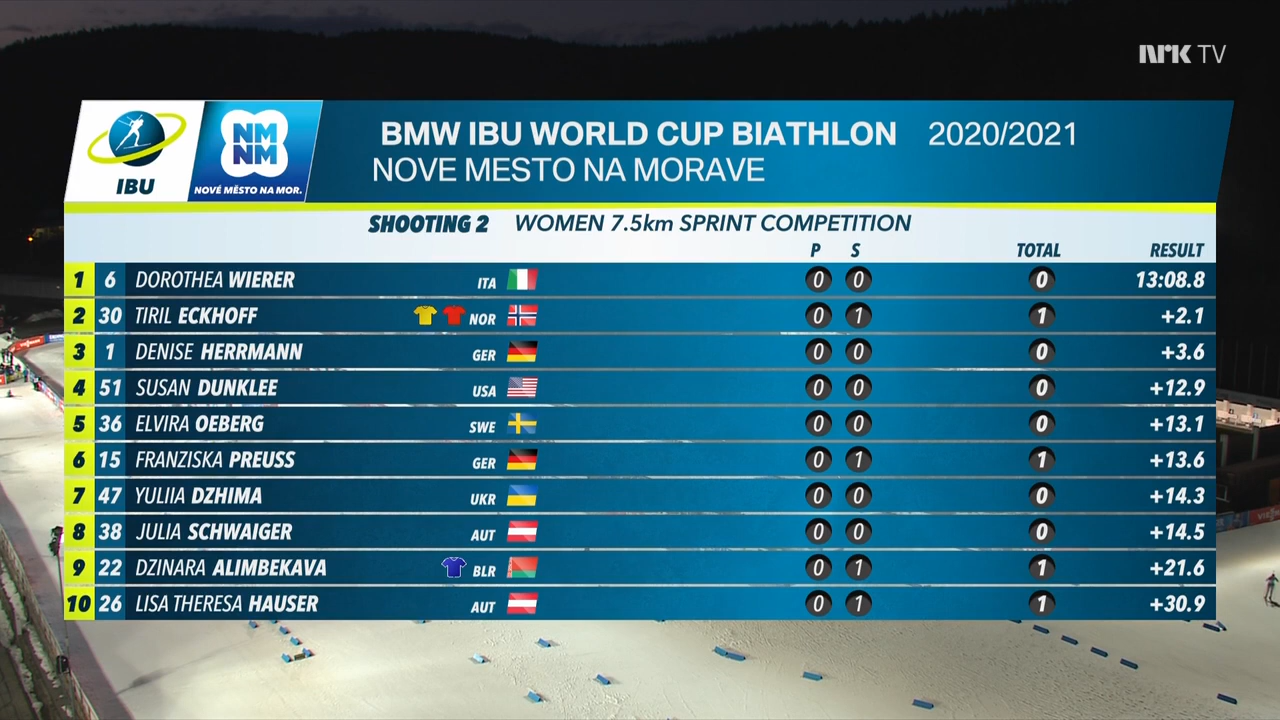 nrk TV
IBU
NM
NM
NOVÉ MĚSTO NA MOR.
BMW IBU WORLD CUP BIATHLON 2020/2021
NOVE MESTO NA MORAVE
SHOOTING 2 WOMEN 7.5km SPRINT COMPETITION
P S TOTAL RESULT
1 6 DOROTHEA WIERER ITA 0 0 0 13:08.8
2 30 TIRIL ECKHOFF NOR 0 1 1 +2.1
3 1 DENISE HERRMANN GER 0 0 0 +3.6
4 51 SUSAN DUNKLEE USA 0 0 0 +12.9
5 36 ELVIRA OEBERG SWE 0 0 0 +13.1
6 15 FRANZISKA PREUSS GER 0 1 1 +13.6
7 47 YULIIA DZHIMA UKR 0 0 0 +14.3
8 38 JULIA SCHWAIGER AUT 0 0 0 +14.5
9 22 DZINARA ALIMBEKAVA BLR 0 1 1 +21.6
10 26 LISA THERESA HAUSER AUT 0 1 1 +30.9